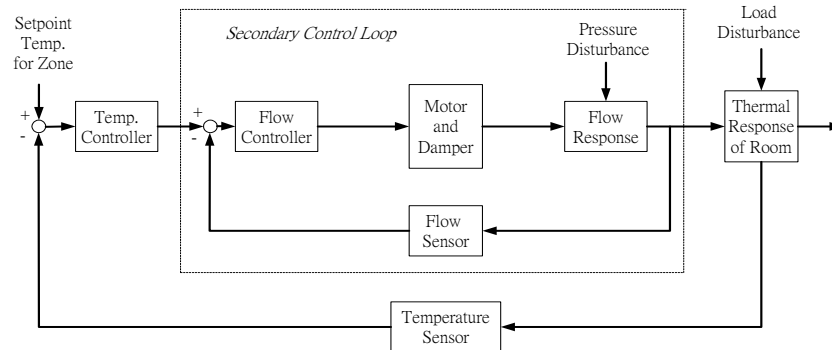 Setpoint
Temp.
for Zone
Secondary Control Loop
Pressure
Disturbance
Load
Disturbance
+
-
Temp.
Controller
+
-
Flow
Controller
Motor
and
Damper
Flow
Response
Thermal
Response
of Room
Flow
Sensor
Temperature
Sensor